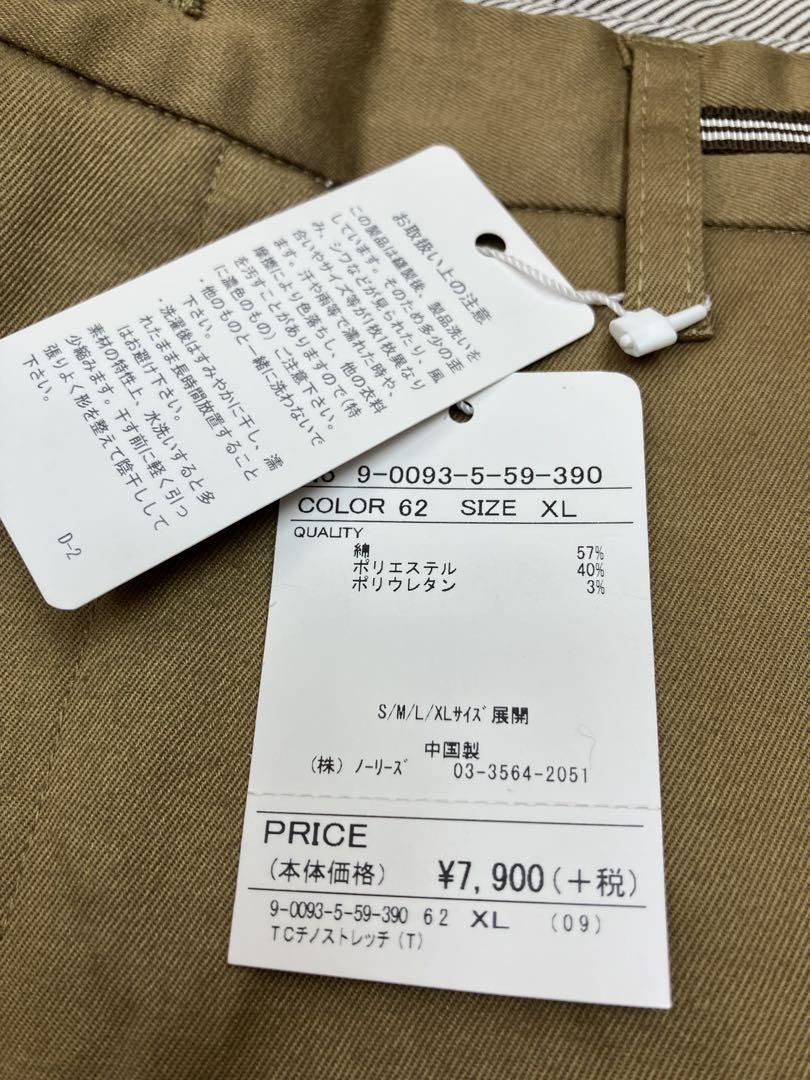 お取扱い上の注意
この製品は縫製後、製品洗いを
しています。そのため多少の歪
み、シワなどが見られたり、風
合いやサイズ等が1枚1枚異なり
ます。汗や雨等で濡れた時や、
摩擦により色落ちし、他の衣料
を汚すことがありますので(特
に濃色のもの)ご注意下さい。
・他のものと一緒に洗わないで
下さい。
・洗濯後はすみやかに干し、濡
れたまま長時間放置すること
はお避け下さい。
素材の特性上、水洗いすると多
少縮みます。干す前に軽く引っ
張りよく形を整えて陰干しして
下さい。
D-2
9-0093-5-59-390
COLOR 62 SIZE XL
QUALITY
綿 57%
ポリエステル 40%
ポリウレタン 3%
S/M/L/XLサイズ展開
中国製
(株)ノーリーズ 03-3564-2051
PRICE
(本体価格) ¥7,900(+税)
9-0093-5-59-390 62 XL (09)
TCチノストレッチ(T)